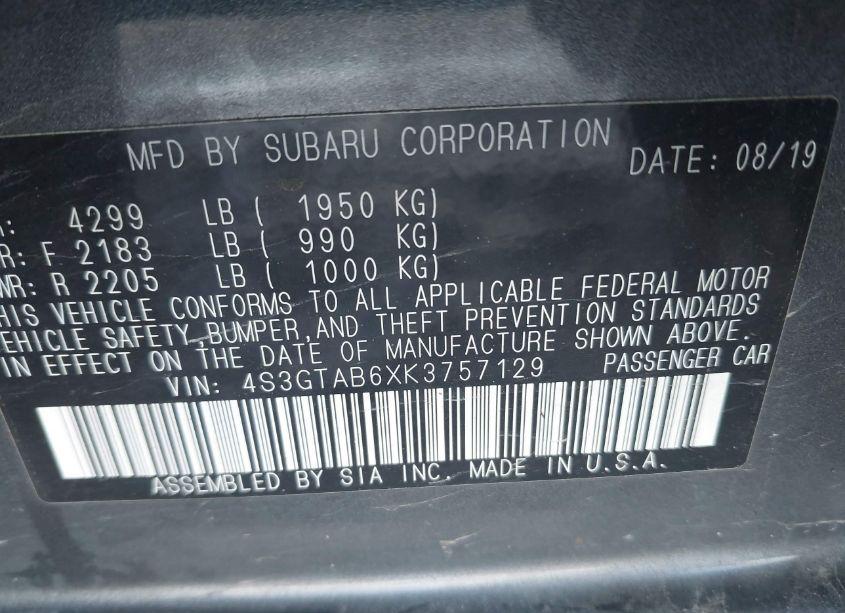 MFD BY SUBARU CORPORATION DATE: 08/19
R: 4299 LB ( 1950 KG)
R: F 2183 LB ( 990 KG)
WR: R 2205 LB ( 1000 KG)
HIS VEHICLE CONFORMS TO ALL APPLICABLE FEDERAL MOTOR
EHICLE SAFETY, BUMPER, AND THEFT PREVENTION STANDARDS
IN EFFECT ON THE DATE OF MANUFACTURE SHOWN ABOVE.
VIN: 4S3GTAB6XK3757129 PASSENGER CAR
ASSEMBLED BY SIA INC. MADE IN U.S.A.